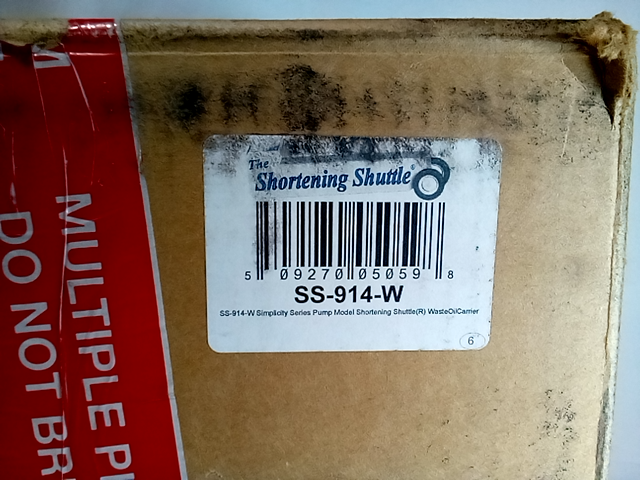 The
Shortening Shuttle®
5 09270 05059 8
SS-914-W
SS-914-W Simplicity Series Pump Model Shortening Shuttle(R) WasteOilCarrier
6
MULTIPLE
DO NOT